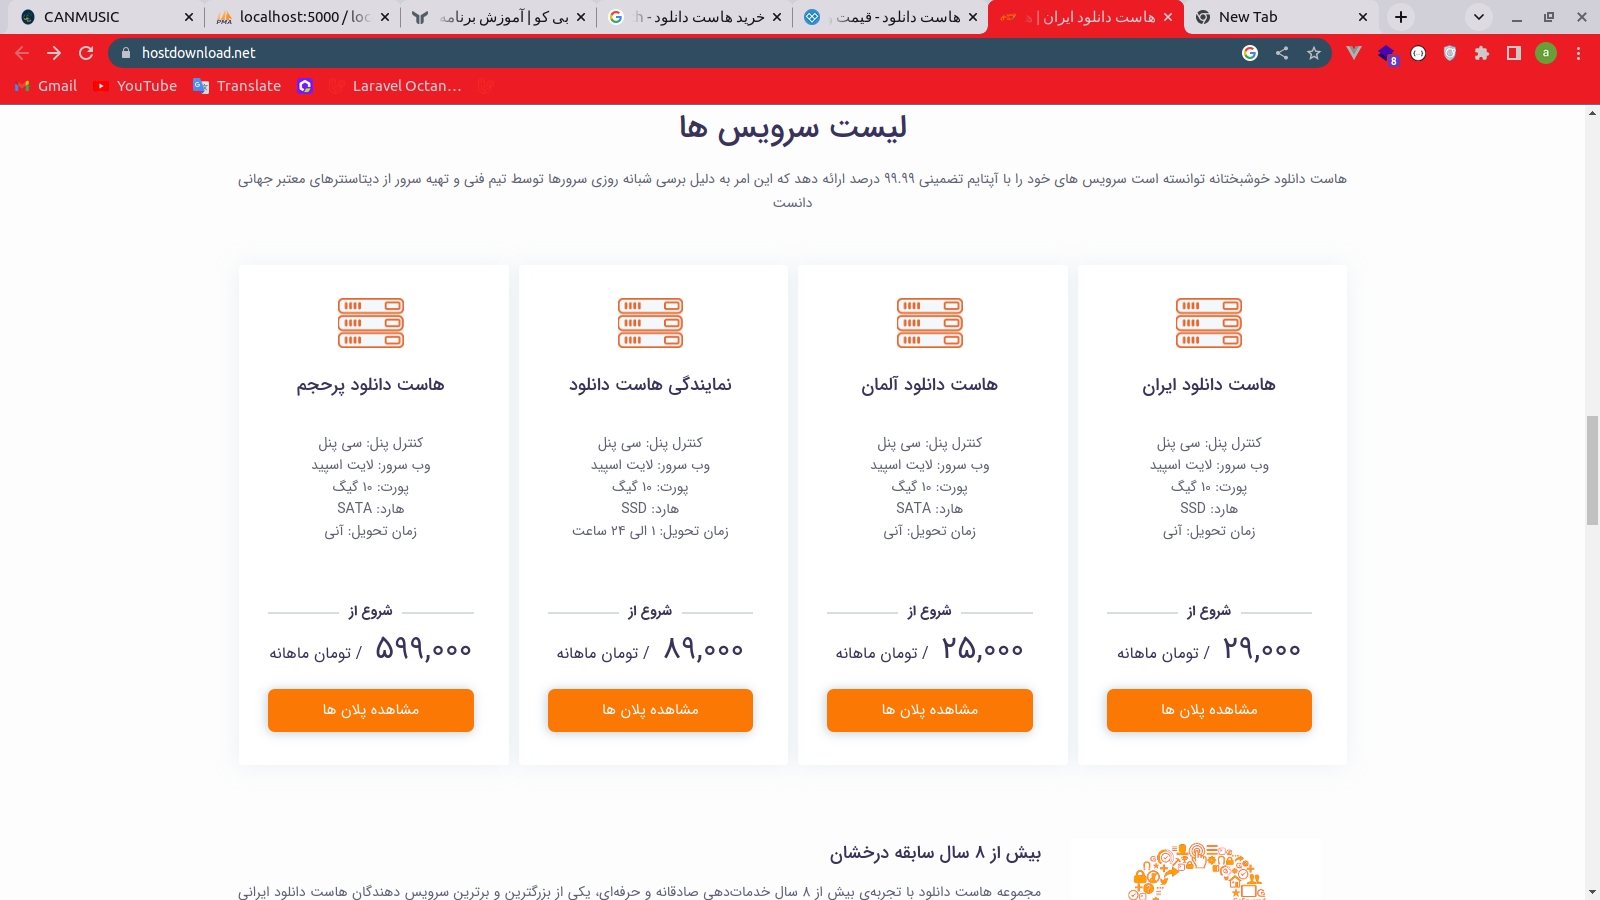 CANMUSIC
localhost:5000 / loc
بی کو | آموزش برنامه
خرید هاست دانلود - h
هاست دانلود - قیمت و
هاست دانلود ایران | ه
New Tab
hostdownload.net
8
a
Gmail
YouTube
Translate
Laravel Octan...
لیست سرویس ها
هاست دانلود خوشبختانه توانسته است سرویس های خود را با آپتایم تضمینی ۹۹.۹۹ درصد ارائه دهد که این امر به دلیل بررسی شبانه روزی سرورها توسط تیم فنی و تهیه سرور از دیتاسنترهای معتبر جهانی
دانست
هاست دانلود ایران
کنترل پنل: سی پنل
وب سرور: لایت اسپید
پورت: ۱۰ گیگ
هارد: SSD
زمان تحویل: آنی
شروع از
۲۹,۰۰۰ / تومان ماهانه
مشاهده پلان ها
هاست دانلود آلمان
کنترل پنل: سی پنل
وب سرور: لایت اسپید
پورت: ۱۰ گیگ
هارد: SATA
زمان تحویل: آنی
شروع از
۲۵,۰۰۰ / تومان ماهانه
مشاهده پلان ها
نمایندگی هاست دانلود
کنترل پنل: سی پنل
وب سرور: لایت اسپید
پورت: ۱۰ گیگ
هارد: SSD
زمان تحویل: ۱ الی ۲۴ ساعت
شروع از
۸۹,۰۰۰ / تومان ماهانه
مشاهده پلان ها
هاست دانلود پرحجم
کنترل پنل: سی پنل
وب سرور: لایت اسپید
پورت: ۱۰ گیگ
هارد: SATA
زمان تحویل: آنی
شروع از
۵۹۹,۰۰۰ / تومان ماهانه
مشاهده پلان ها
بیش از ۸ سال سابقه درخشان
مجموعه هاست دانلود با تجربه‌ی بیش از ۸ سال خدمات‌دهی صادقانه و حرفه‌ای، یکی از بزرگترین و برترین سرویس دهندگان هاست دانلود ایرانی